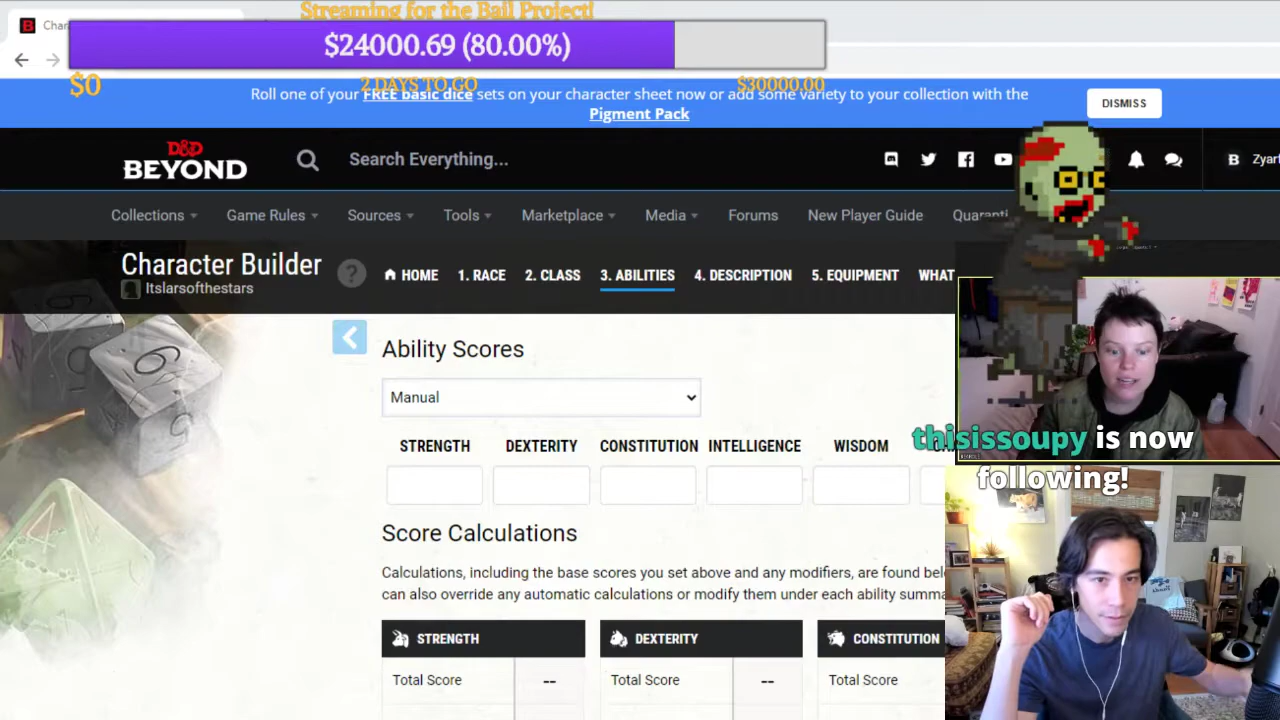 Streaming for the Bail Project!
$24000.69 (80.00%)
$0
2 DAYS TO GO
$30000.00
Roll one of your FREE basic dice sets on your character sheet now or add some variety to your collection with the
Pigment Pack
DISMISS
D&D
BEYOND
Search Everything...
B
Collections
Game Rules
Sources
Tools
Marketplace
Media
Forums
New Player Guide
Character Builder
Itslarsofthestars
?
HOME
1. RACE
2. CLASS
3. ABILITIES
4. DESCRIPTION
5. EQUIPMENT
WHAT
Ability Scores
Manual
STRENGTH
DEXTERITY
CONSTITUTION
INTELLIGENCE
WISDOM
thisissoupy is now
following!
Score Calculations
Calculations, including the base scores you set above and any modifiers, are found
can also override any automatic calculations or modify them under each ability
STRENGTH
DEXTERITY
CONSTITUTION
Total Score
--
Total Score
--
Total Score